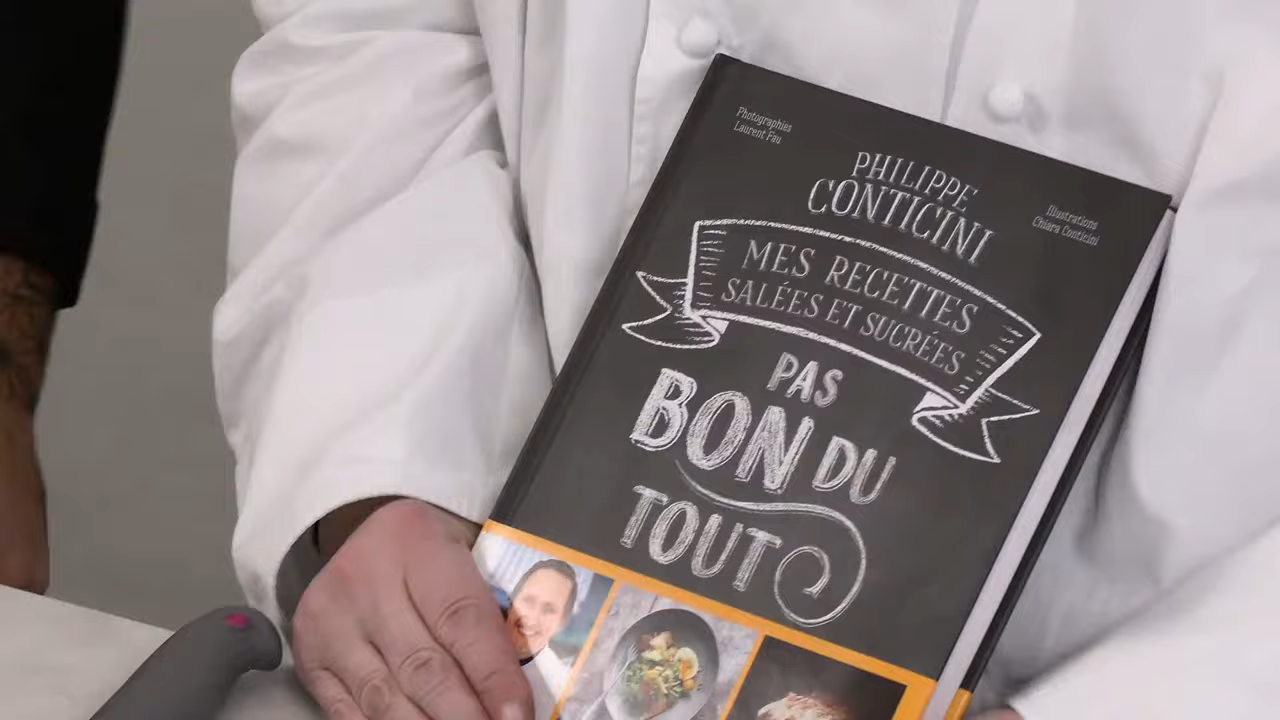 Photographies
Laurent Fau
PHILIPPE
CONTICINI
Illustrations
Chiara Conticini
MES RECETTES
SALÉES ET SUCRÉES
PAS
BON DU
TOUT